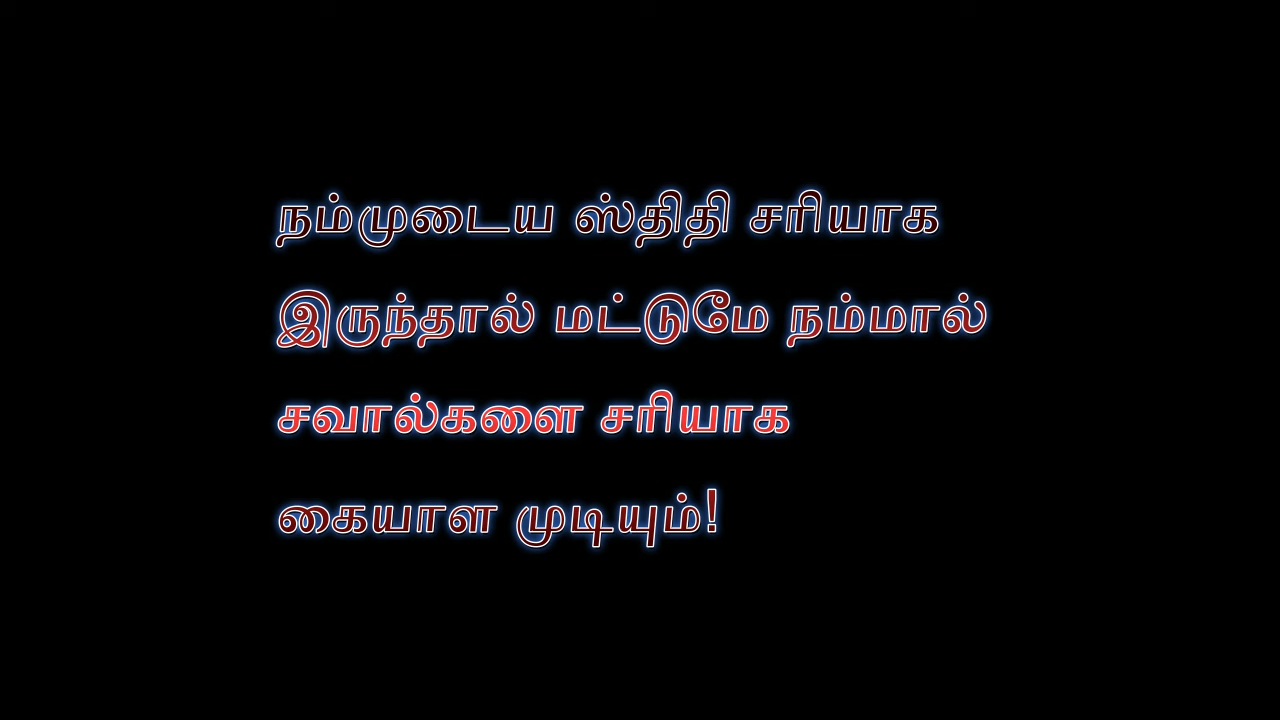 நம்முடைய ஸ்திதி சரியாக
இருந்தால் மட்டுமே நம்மால்
சவால்களை சரியாக
கையாள முடியும்!